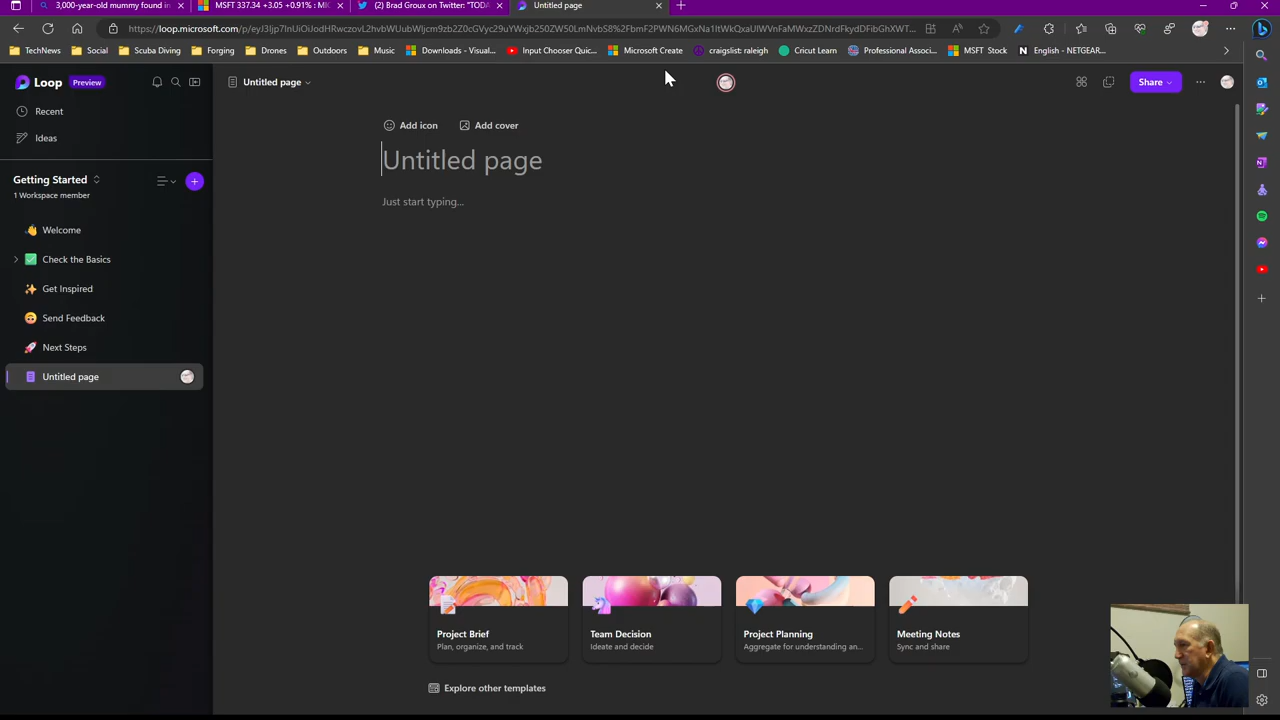 3,000-year-old mummy found in
MSFT 337.34 +3.05 +0.91% : MI
(2) Brad Groux on Twitter: "TODA
Untitled page
TechNews
Social
Scuba Diving
Forging
Drones
Outdoors
Music
Downloads - Visual...
Input Chooser Quic...
Microsoft Create
craigslist: raleigh
Cricut Learn
Professional Associ...
MSFT Stock
English - NETGEAR...
Loop
Preview
Untitled page
Share
Recent
Ideas
Getting Started
1 Workspace member
Welcome
Check the Basics
Get Inspired
Send Feedback
Next Steps
Untitled page
Add icon
Add cover
Untitled page
Just start typing...
Project Brief
Plan, organize, and track
Team Decision
Ideate and decide
Project Planning
Aggregate for understanding an...
Meeting Notes
Sync and share
Explore other templates